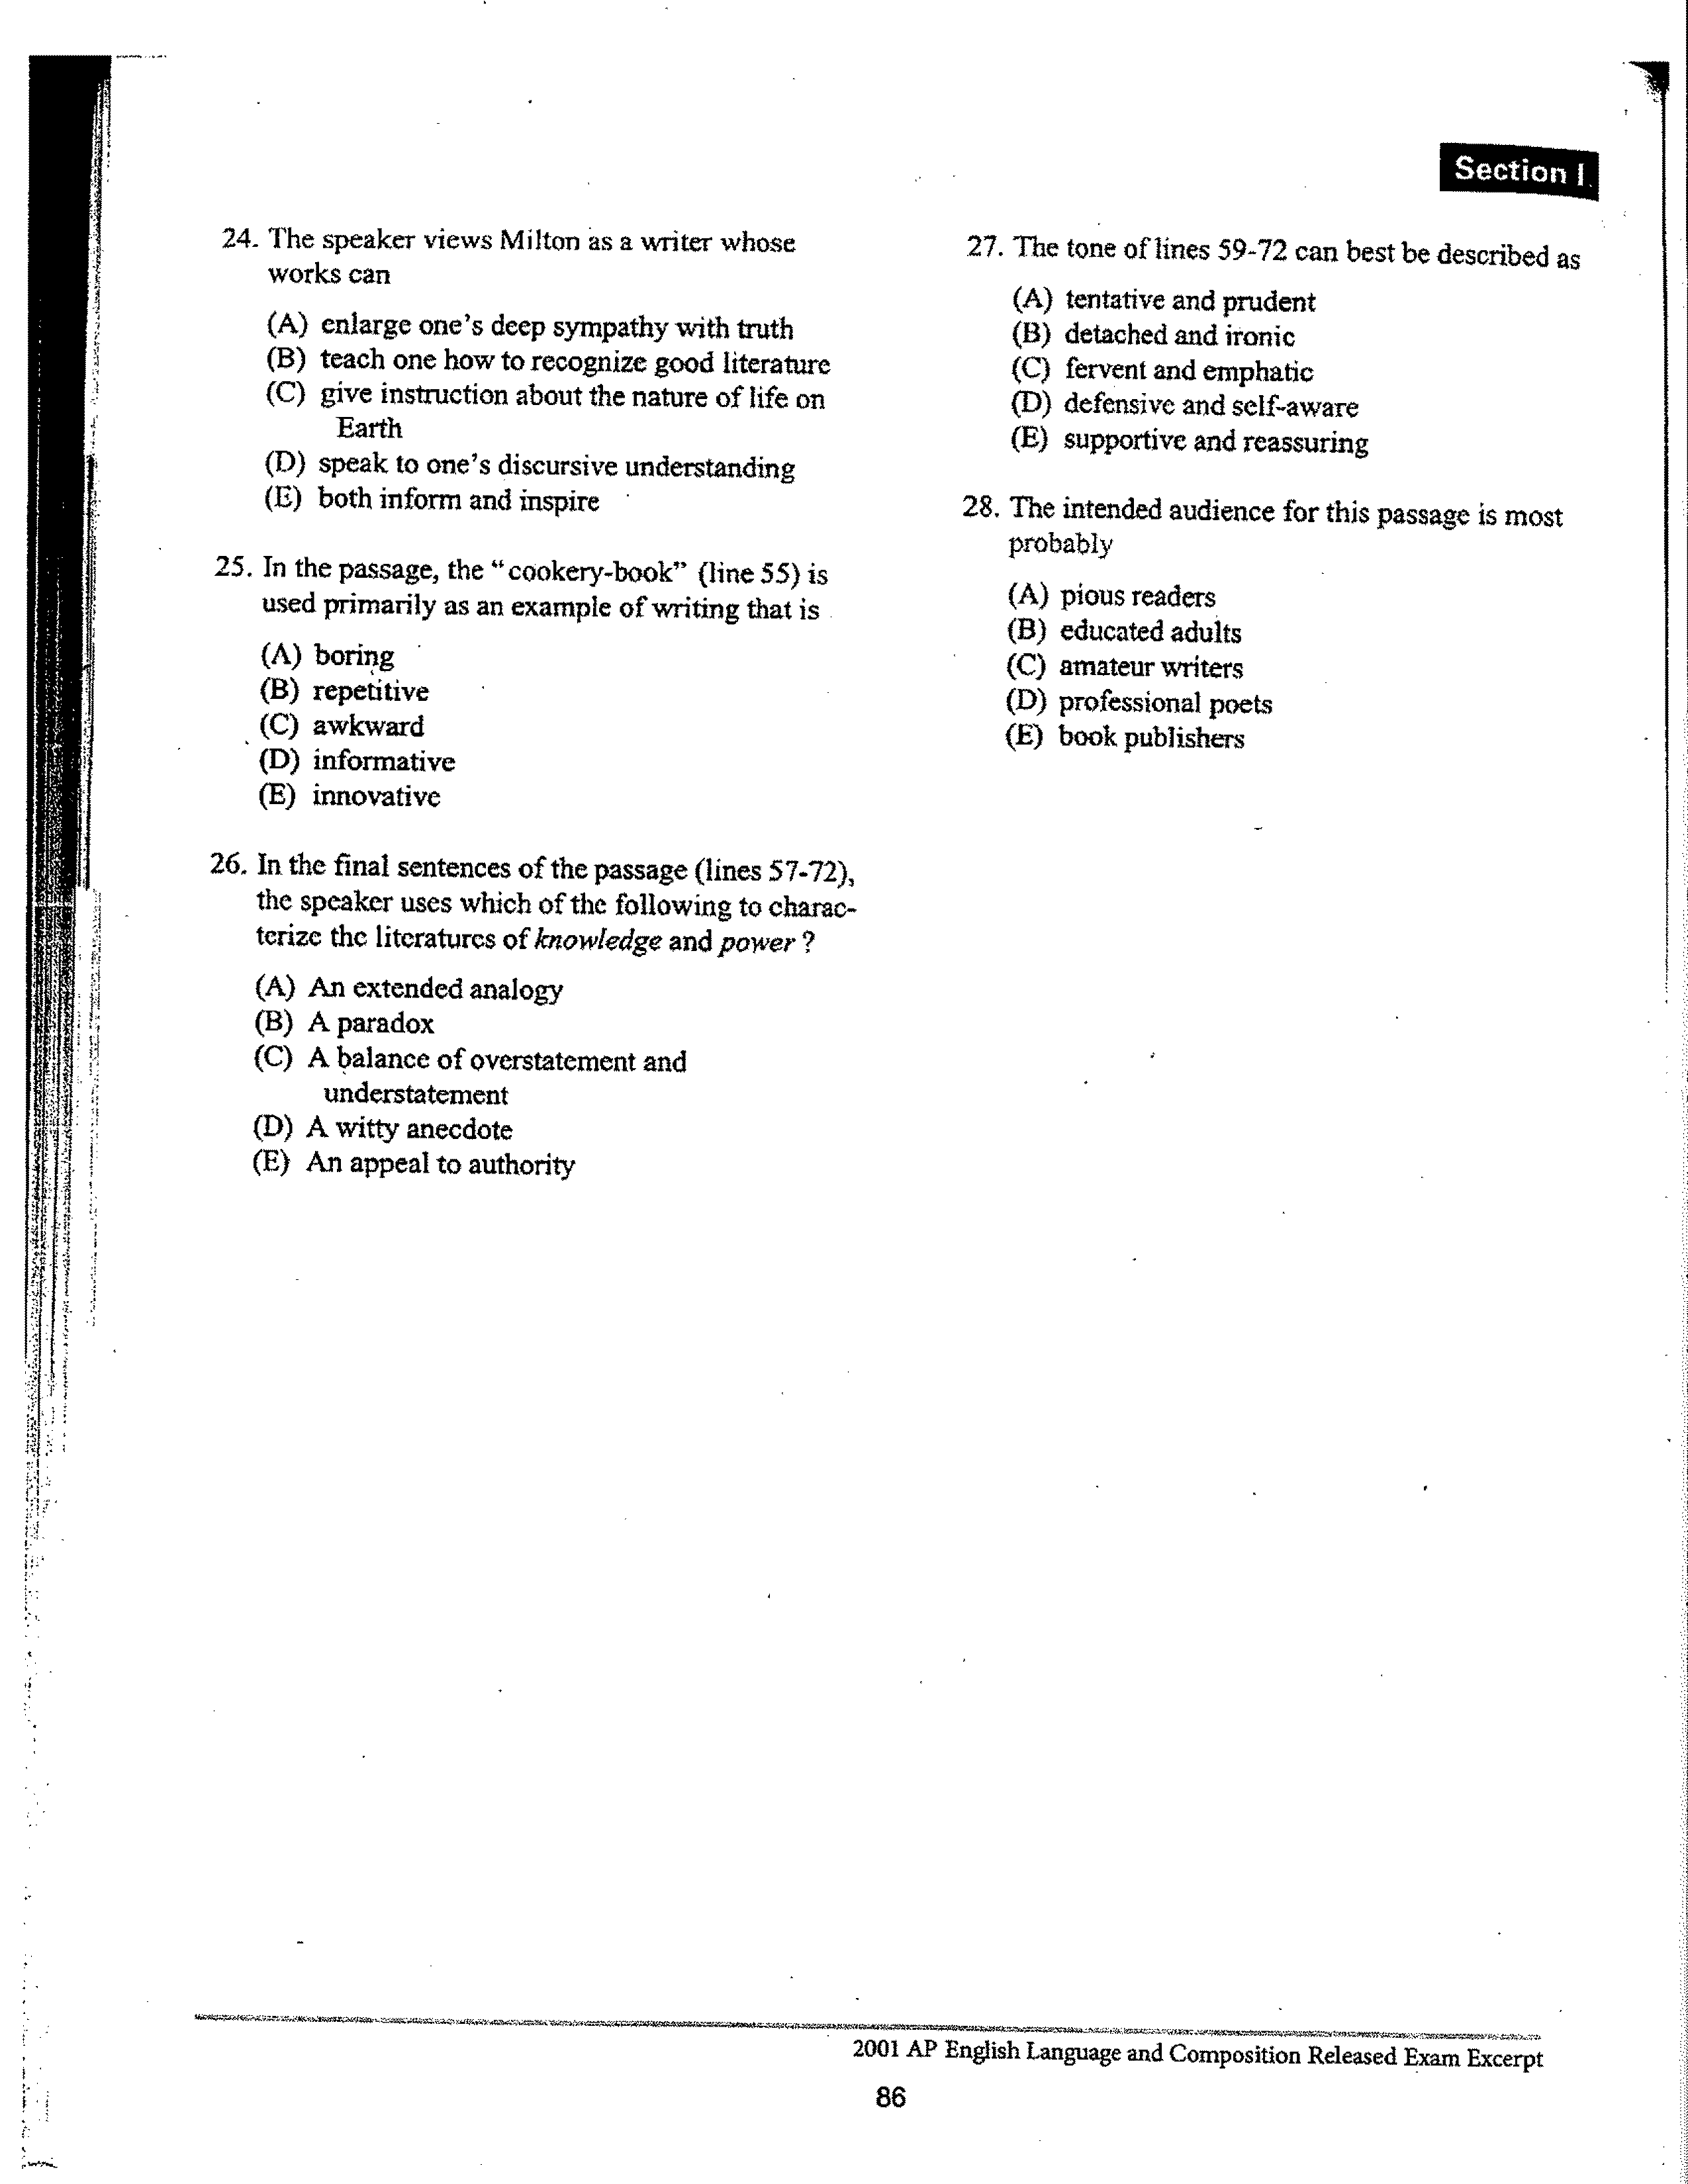 Section I
24. The speaker views Milton as a writer whose
works can
(A) enlarge one's deep sympathy with truth
(B) teach one how to recognize good literature
(C) give instruction about the nature of life on
Earth
(D) speak to one's discursive understanding
(E) both inform and inspire
25. In the passage, the "cookery-book" (line 55) is
used primarily as an example of writing that is
(A) boring
(B) repetitive
(C) awkward
(D) informative
(E) innovative
26. In the final sentences of the passage (lines 57-72),
the speaker uses which of the following to charac-
terize the literatures of knowledge and power ?
(A) An extended analogy
(B) A paradox
(C) A balance of overstatement and
understatement
(D) A witty anecdote
(E) An appeal to authority
27. The tone of lines 59-72 can best be described as
(A) tentative and prudent
(B) detached and ironic
(C) fervent and emphatic
(D) defensive and self-aware
(E) supportive and reassuring
28. The intended audience for this passage is most
probably
(A) pious readers
(B) educated adults
(C) amateur writers
(D) professional poets
(E) book publishers
2001 AP English Language and Composition Released Exam Excerpt
86